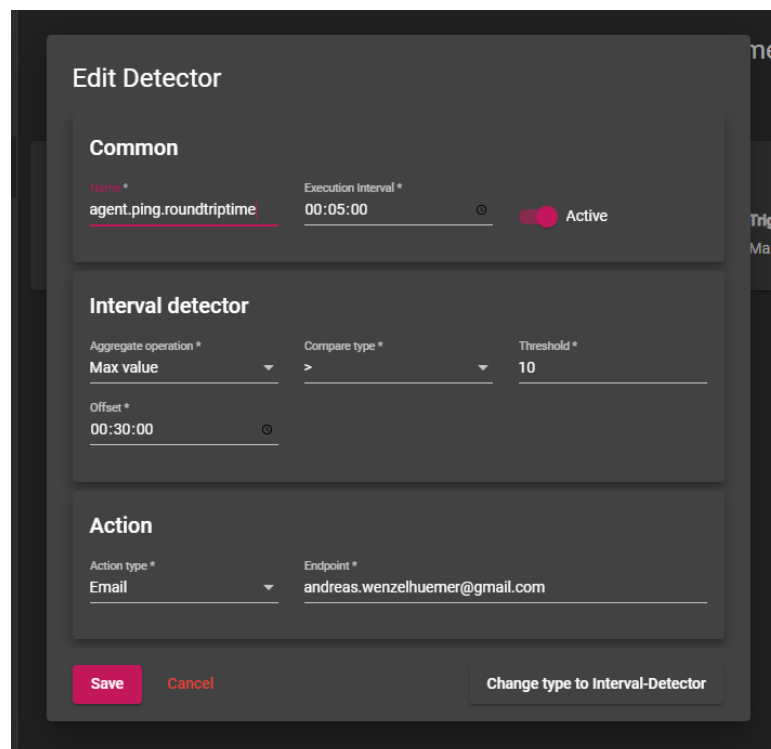 Edit Detector
Common
Name *
Execution Interval *
agent.ping.roundtriptime
00:05:00
Active
Interval detector
Aggregate operation *
Compare type *
Threshold *
Max value
>
10
Offset *
00:30:00
Action
Action type *
Endpoint *
Email
andreas.wenzelhuemer@gmail.com
Save
Cancel
Change type to Interval-Detector